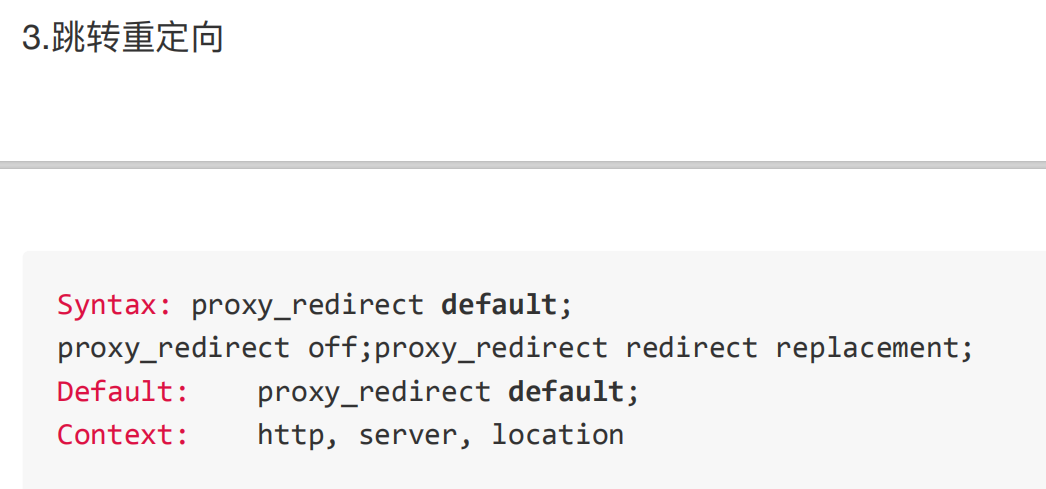 3.跳转重定向
Syntax: proxy_redirect default;
proxy_redirect off;proxy_redirect redirect replacement;
Default:    proxy_redirect default;
Context:    http, server, location